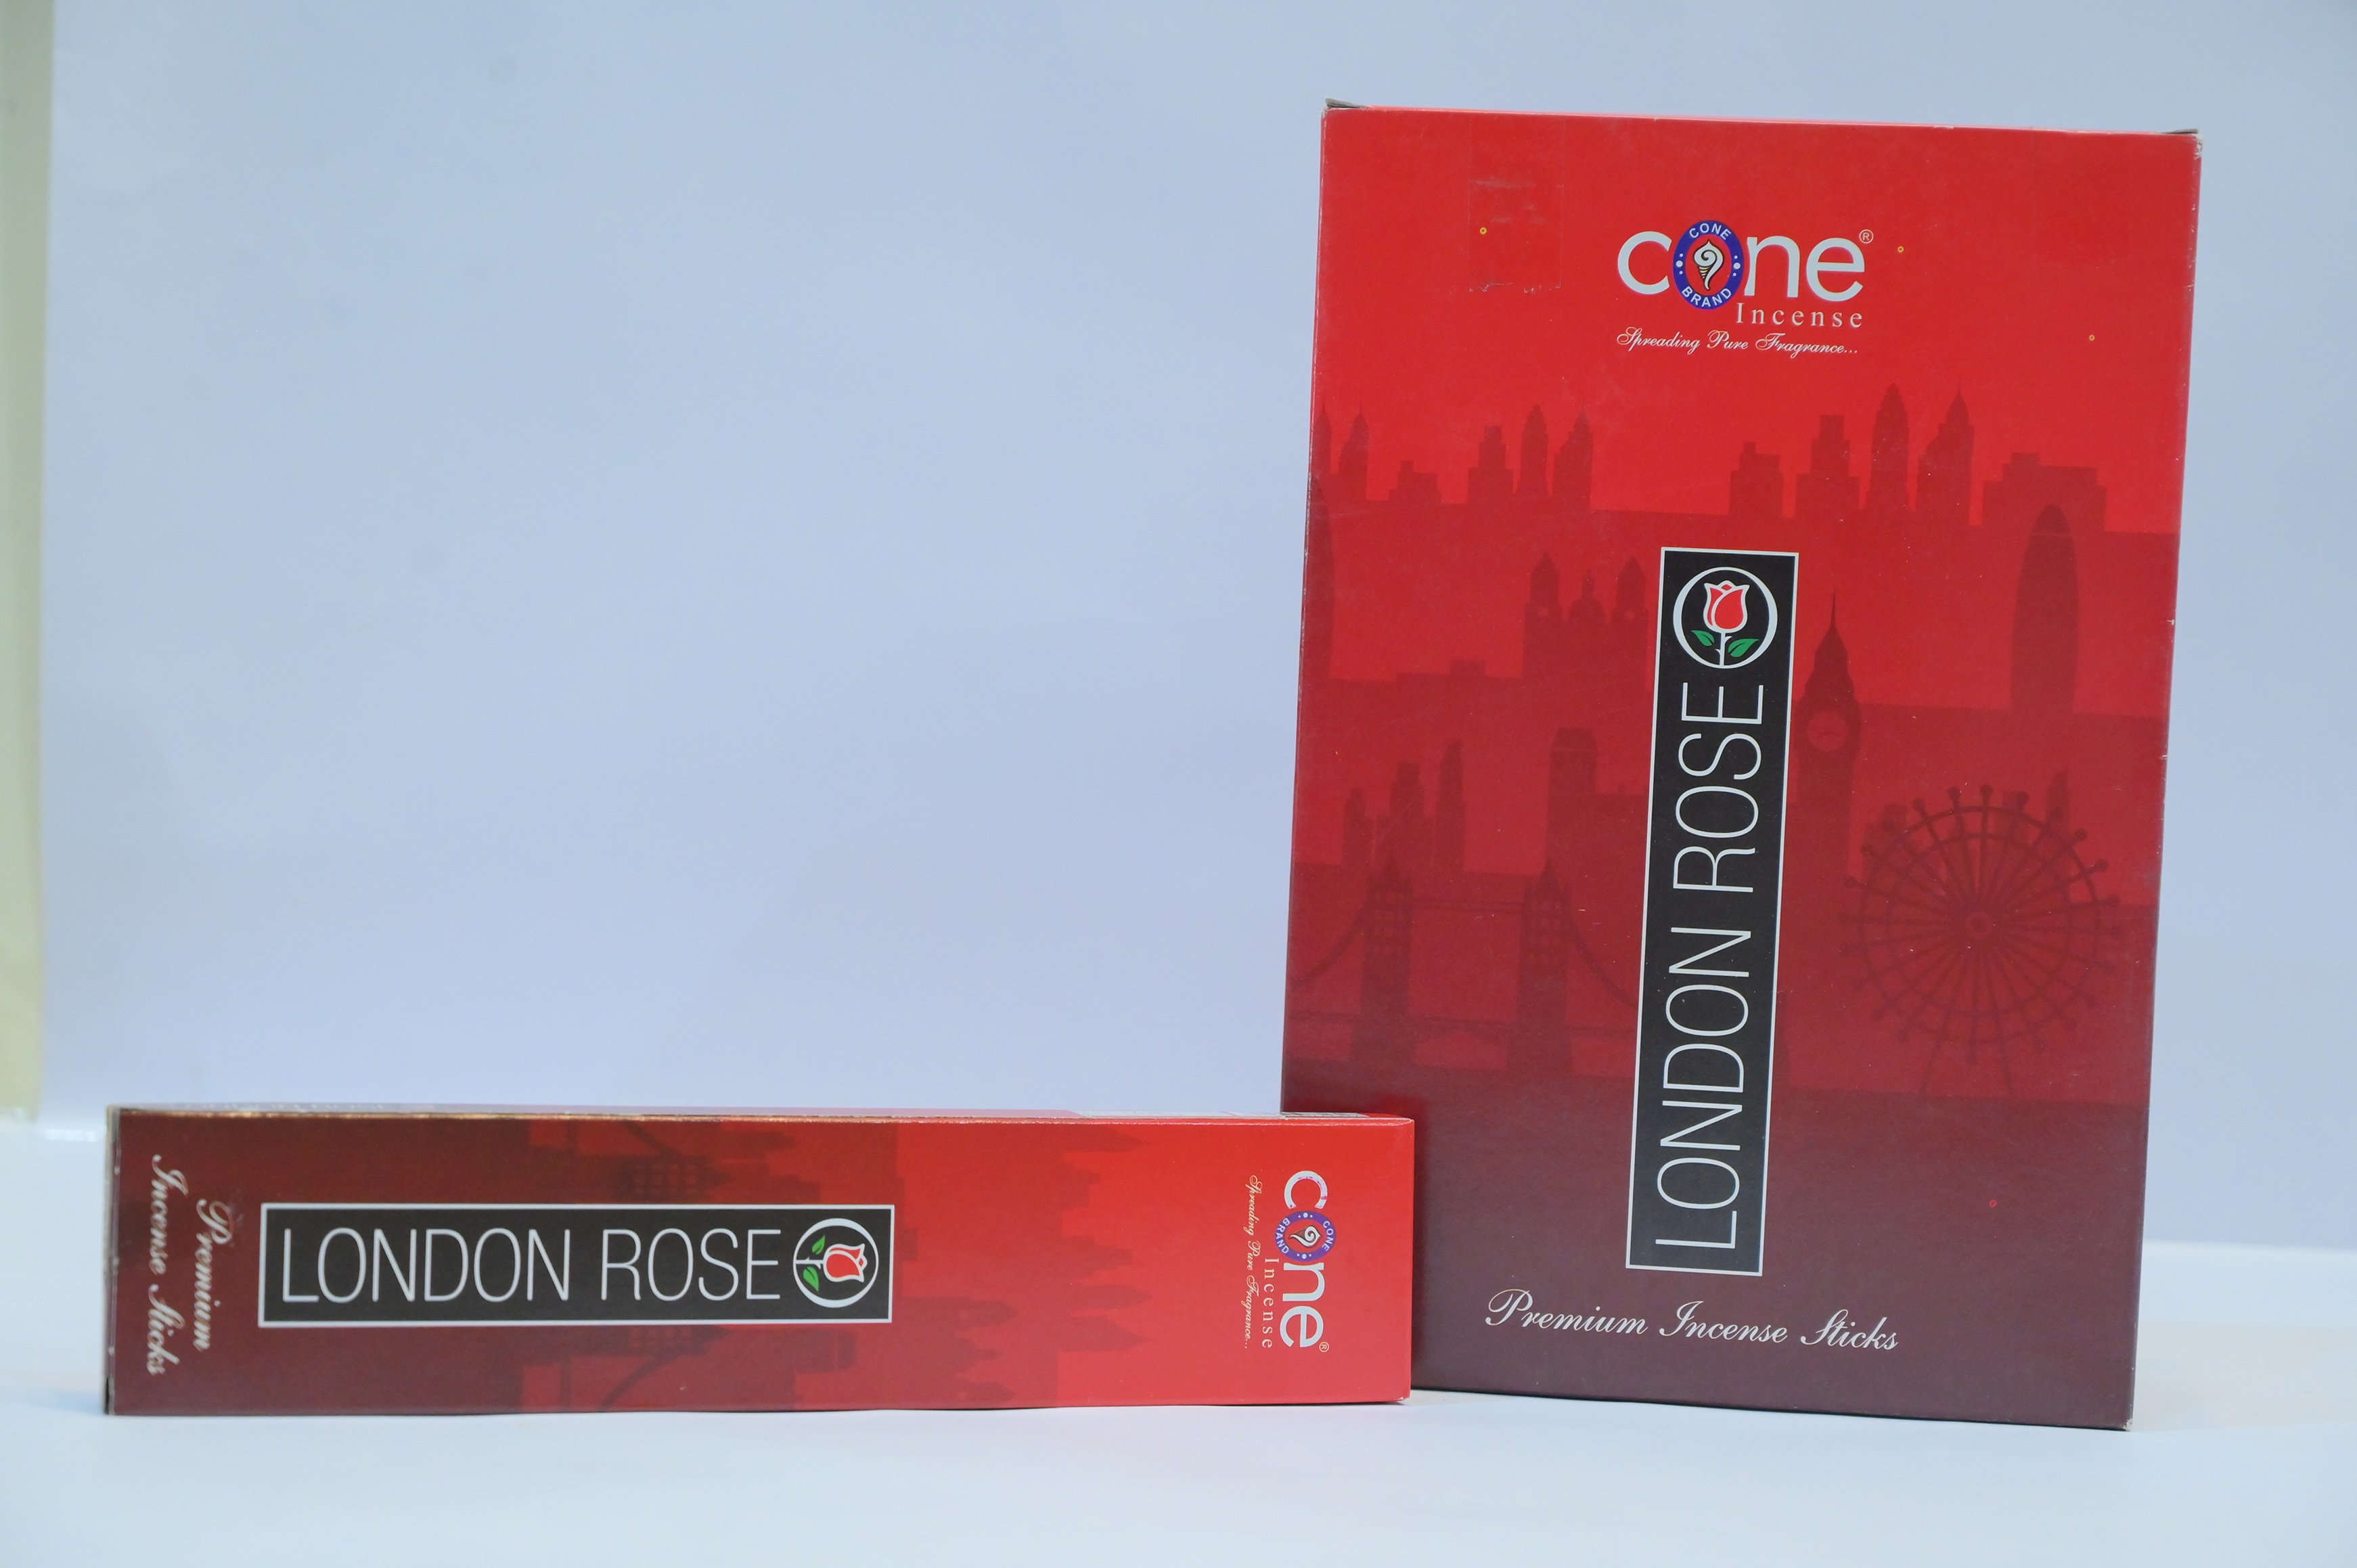 cone®
CONE BRAND
Incense
Spreading Pure Fragrance...
LONDON ROSE
Premium Incense Sticks
Premium
Incense Sticks
LONDON ROSE
cone®
CONE BRAND
Incense
Spreading Pure Fragrance...